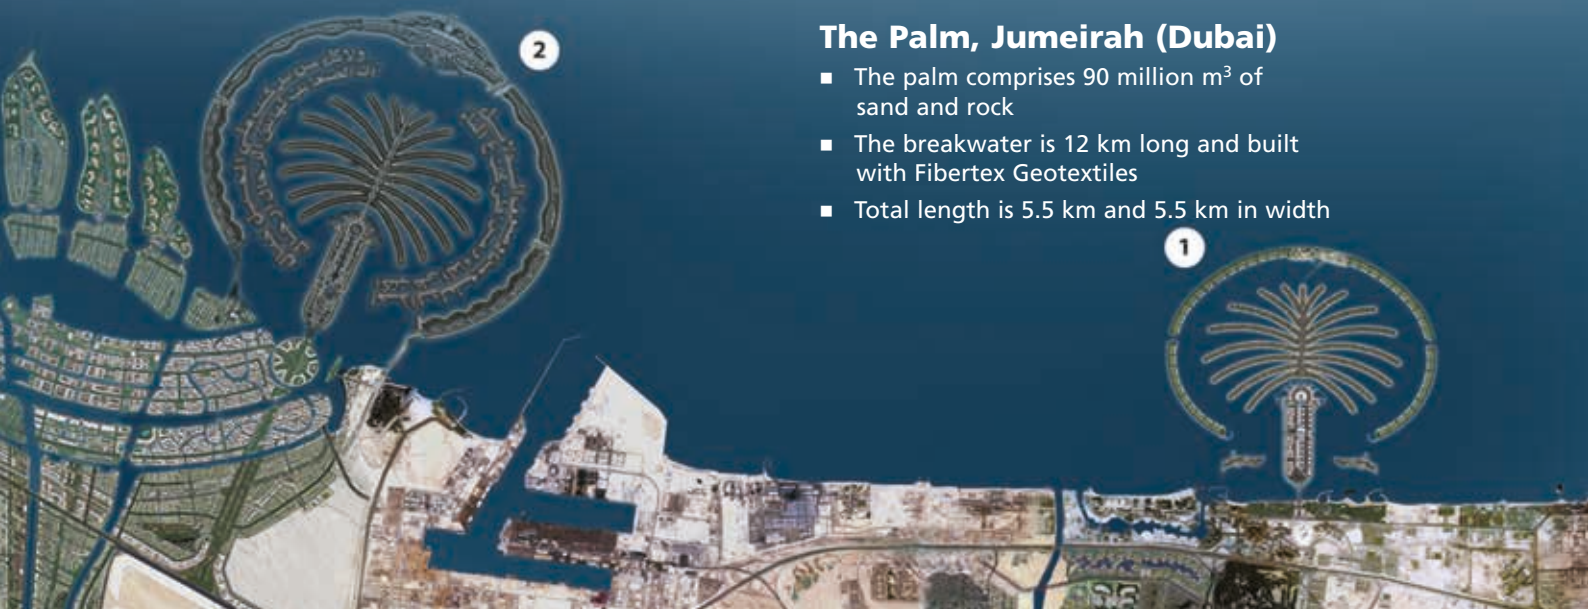 The Palm, Jumeirah (Dubai)
■ The palm comprises 90 million m³ of
sand and rock
■ The breakwater is 12 km long and built
with Fibertex Geotextiles
■ Total length is 5.5 km and 5.5 km in width
2
1